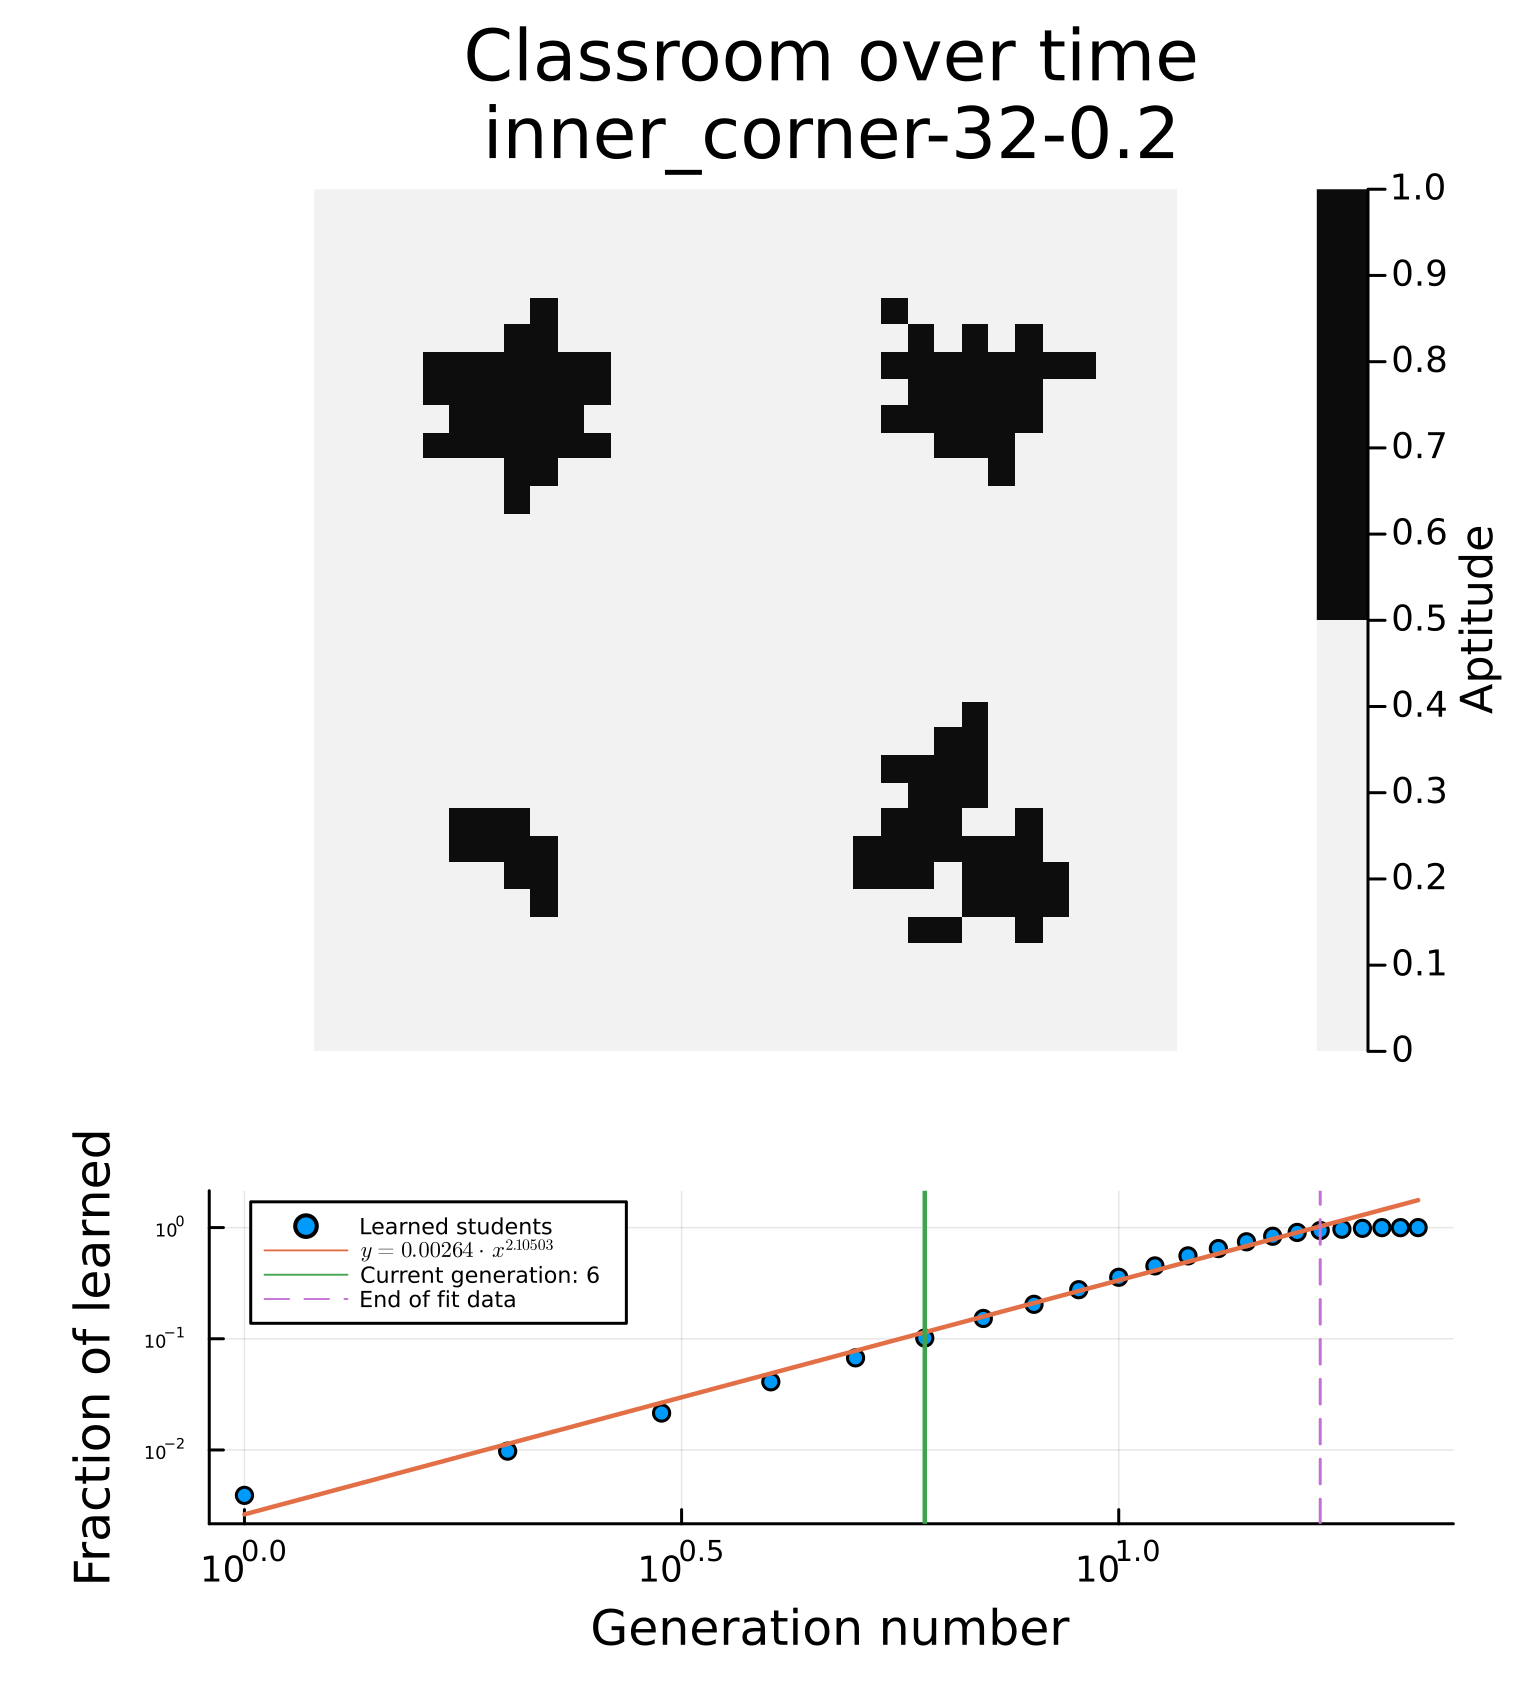 Classroom over time
inner_corner-32-0.2
1.0
0.9
0.8
0.7
0.6
0.5
0.4
0.3
0.2
0.1
0
Aptitude
Fraction of learned
10⁰
10⁻¹
10⁻²
Learned students
y = 0.00264 · x^2.10503
Current generation: 6
End of fit data
10^0.0
10^0.5
10^1.0
Generation number